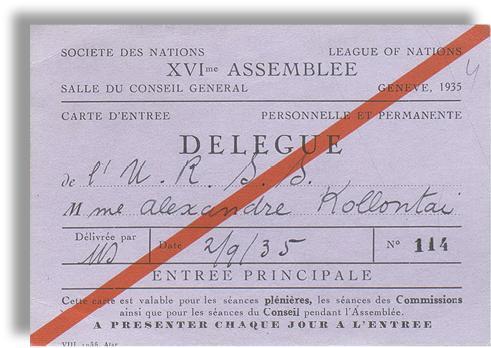 SOCIETE DES NATIONS LEAGUE OF NATIONS
XVIme ASSEMBLEE
SALLE DU CONSEIL GENERAL GENEVE, 1935
CARTE D'ENTREE PERSONNELLE ET PERMANENTE
DELEGUE
de l'U. R. S. S.
Mme alexandre Kollontai
Délivrée par Date 2/9/35 N° 114
ENTRÉE PRINCIPALE
Cette carte est valable pour les séances plénières, les séances des Commissions
ainsi que pour les séances du Conseil pendant l'Assemblée.
A PRESENTER CHAQUE JOUR A L'ENTREE